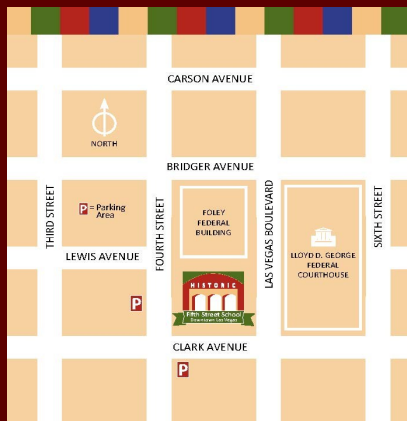 CARSON AVENUE
NORTH
BRIDGER AVENUE
THIRD STREET
P = Parking
Area
FOURTH STREET
FOLEY
FEDERAL
BUILDING
LAS VEGAS BOULEVARD
SIXTH STREET
LEWIS AVENUE
LLOYD D. GEORGE
FEDERAL
COURTHOUSE
HISTORIC
Fifth Street School
Downtown Las Vegas
P
CLARK AVENUE
P